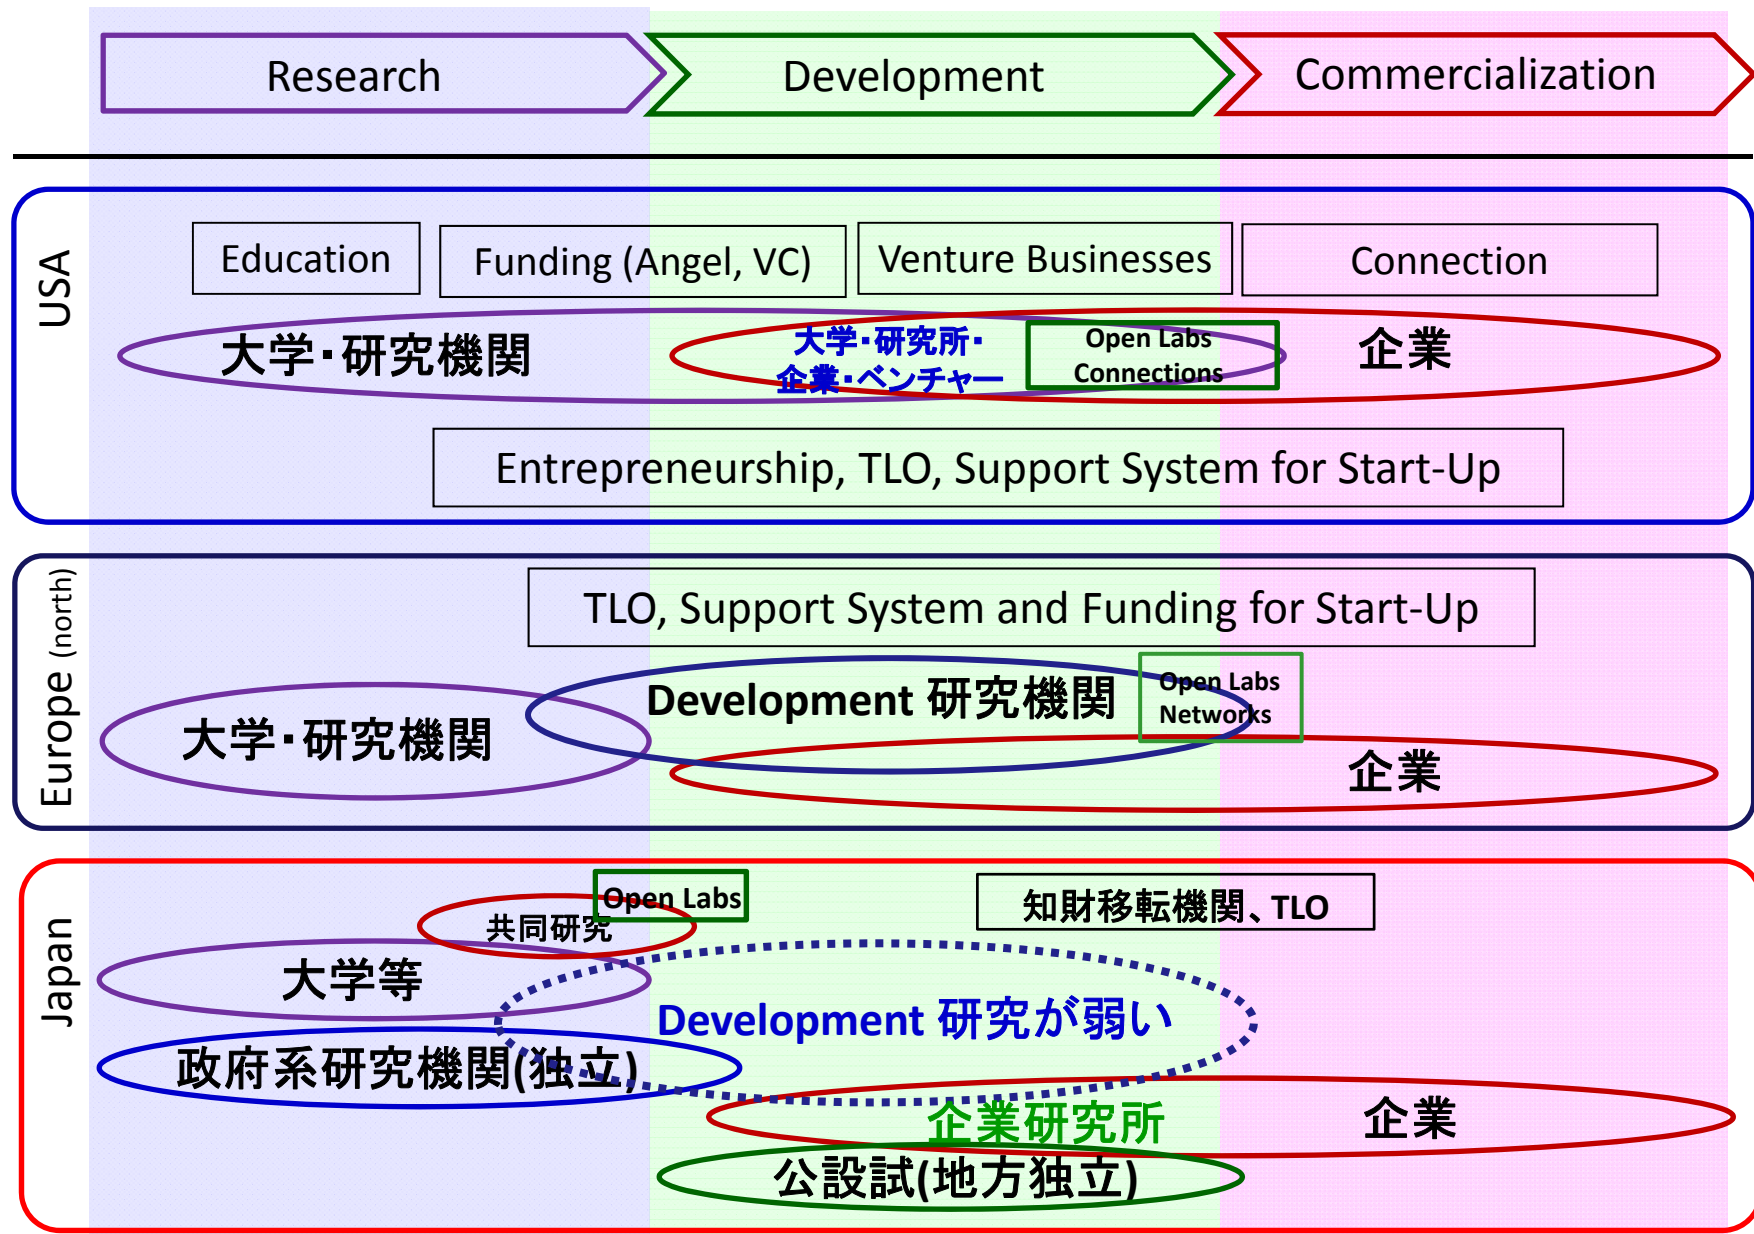 Research
Development
Commercialization
USA
Education
Funding (Angel, VC)
Venture Businesses
Connection
大学・研究機関
大学・研究所・
企業・ベンチャー
Open Labs
Connections
企業
Entrepreneurship, TLO, Support System for Start-Up
Europe (north)
TLO, Support System and Funding for Start-Up
大学・研究機関
Development 研究機関
Open Labs
Networks
企業
Japan
Open Labs
共同研究
知財移転機関、TLO
大学等
Development 研究が弱い
政府系研究機関(独立)
企業研究所
企業
公設試(地方独立)